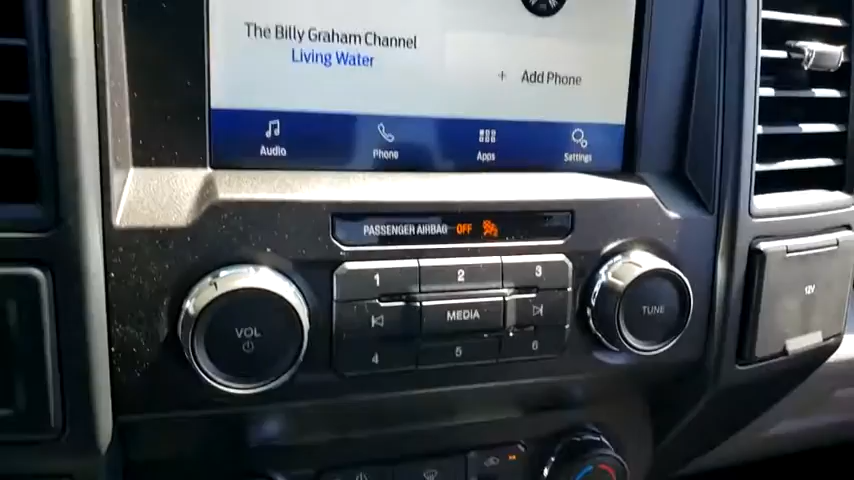 The Billy Graham Channel
Living Water
+ Add Phone
Audio Phone Apps Settings
PASSENGER AIRBAG OFF
1 2 3
VOL
MEDIA
TUNE
4 5 6
12V